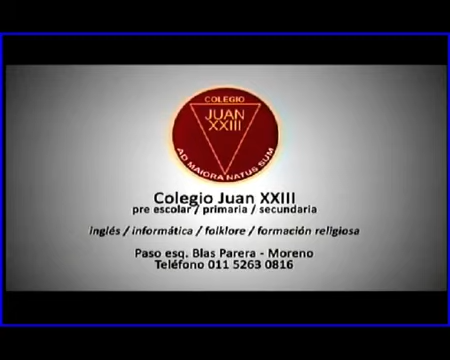 COLEGIO
JUAN
XXIII
AD MAIORA NATUS SUM
Colegio Juan XXIII
pre escolar / primaria / secundaria
inglés / informática / folklore / formación religiosa
Paso esq. Blas Parera - Moreno
Teléfono 011 5263 0816